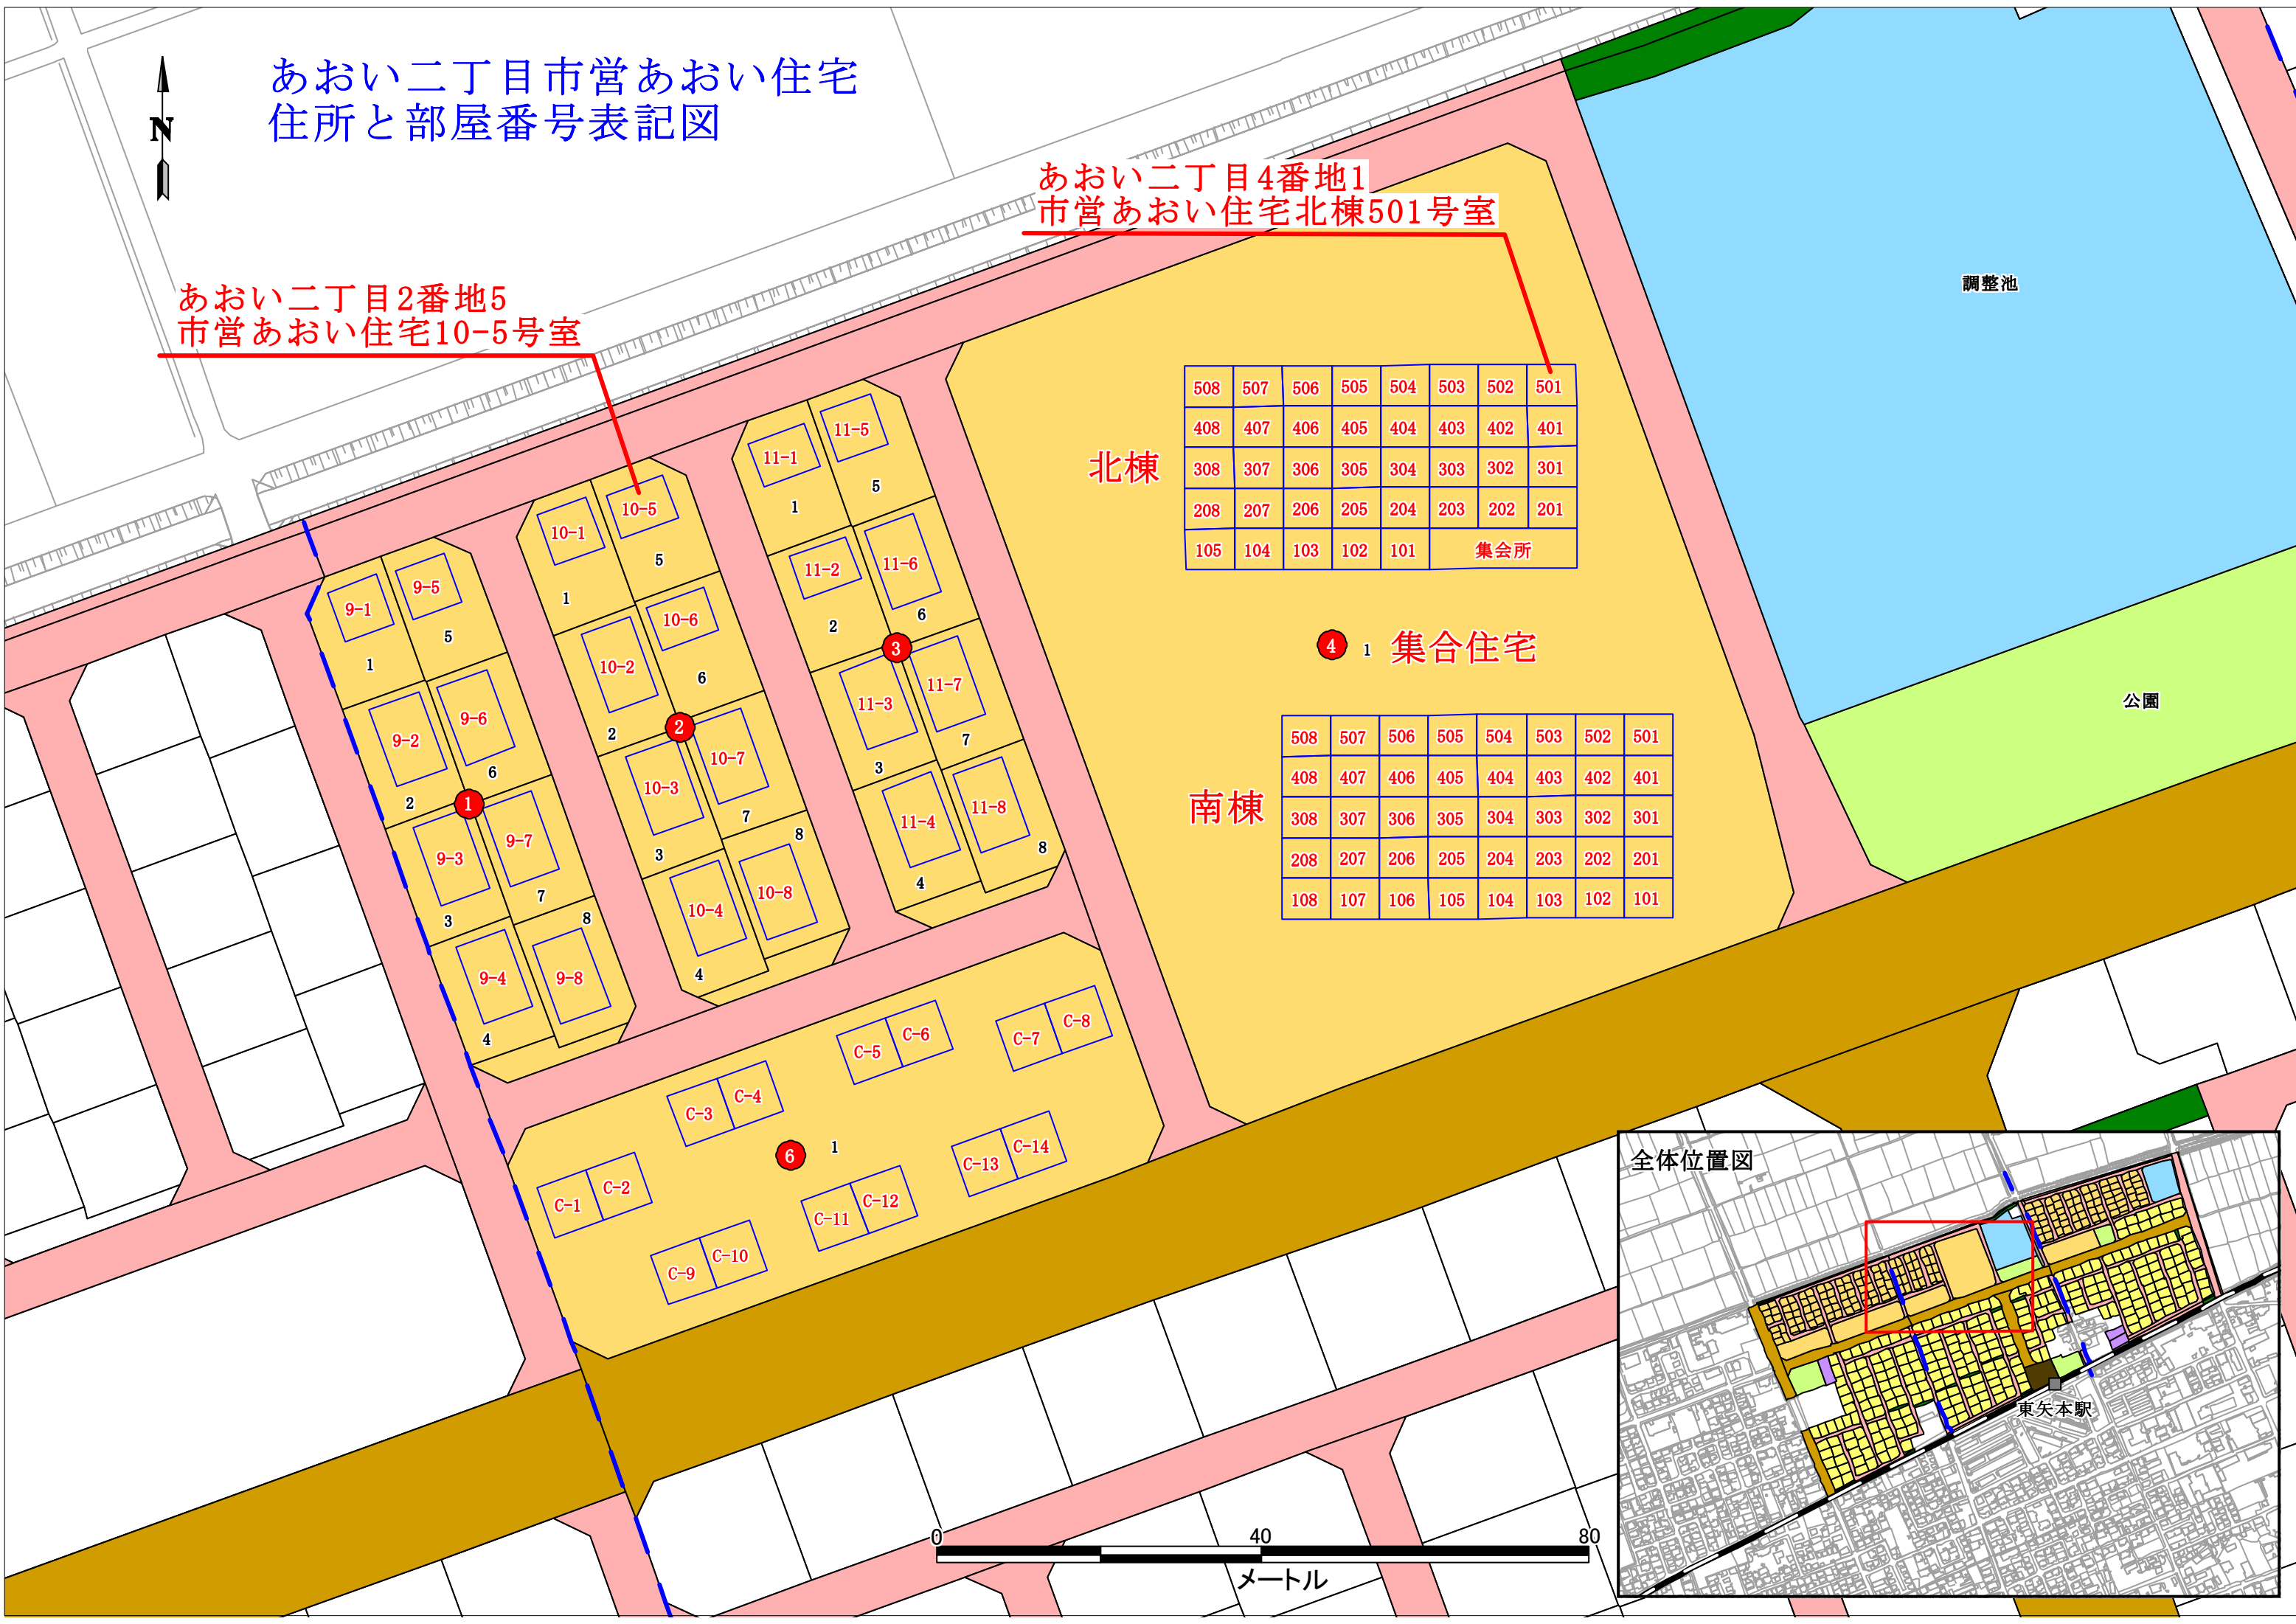 あおい二丁目市営あおい住宅
住所と部屋番号表記図
N
あおい二丁目4番地1
市営あおい住宅北棟501号室
あおい二丁目2番地5
市営あおい住宅10-5号室
調整池
公園
北棟
508 507 506 505 504 503 502 501
408 407 406 405 404 403 402 401
308 307 306 305 304 303 302 301
208 207 206 205 204 203 202 201
105 104 103 102 101 集会所
4 1 集合住宅
南棟
508 507 506 505 504 503 502 501
408 407 406 405 404 403 402 401
308 307 306 305 304 303 302 301
208 207 206 205 204 203 202 201
108 107 106 105 104 103 102 101
9-1 1
9-2 2
9-3 3
9-4 4
9-5 5
9-6 6
9-7 7
9-8 8
1
10-1 1
10-2 2
10-3 3
10-4 4
10-5 5
10-6 6
10-7 7
10-8 8
2
11-1 1
11-2 2
11-3 3
11-4 4
11-5 5
11-6 6
11-7 7
11-8 8
3
C-1 C-2
C-3 C-4
C-5 C-6
C-7 C-8
6 1
C-9 C-10
C-11 C-12
C-13 C-14
0 40 80
メートル
全体位置図
東矢本駅